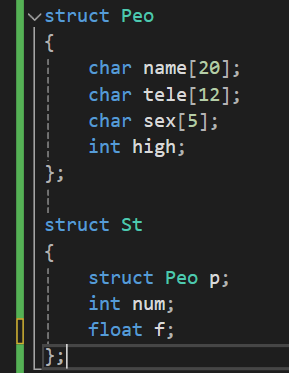 struct Peo
{
    char name[20];
    char tele[12];
    char sex[5];
    int high;
};
struct St
{
    struct Peo p;
    int num;
    float f;
};